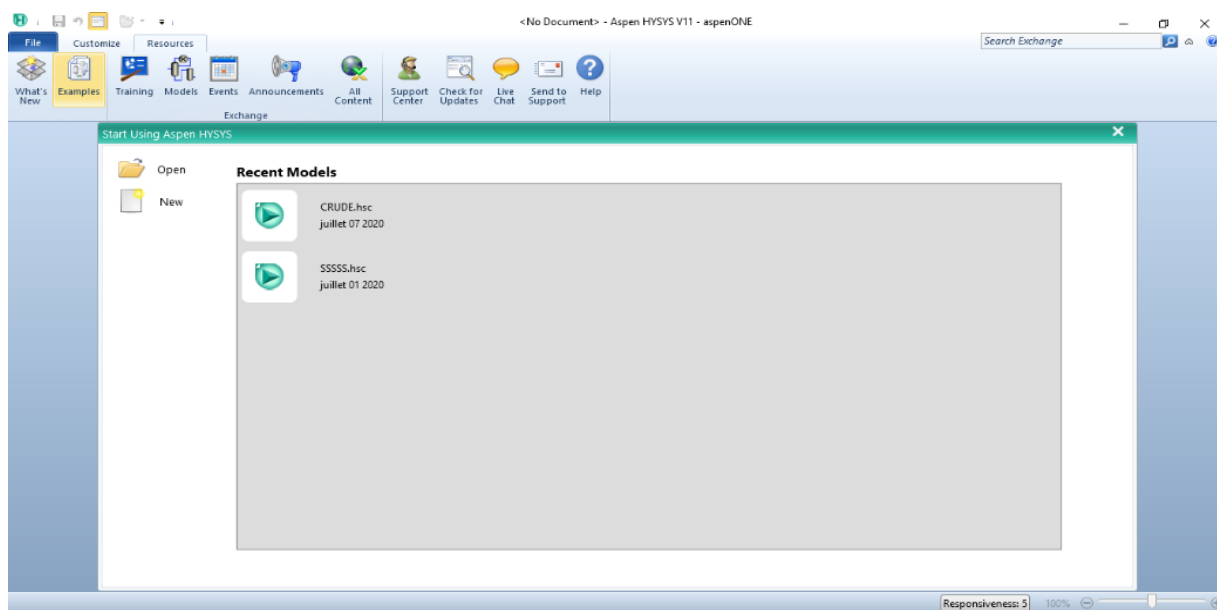 <No Document> - Aspen HYSYS V11 - aspenONE
File Customize Resources Search Exchange
What's New Examples Training Models Events Announcements All Content Support Center Check for Updates Live Chat Send to Support Help
Exchange
Start Using Aspen HYSYS
Open
New
Recent Models
CRUDE.hsc
juillet 07 2020
SSSSS.hsc
juillet 01 2020
Responsiveness: 5 100%